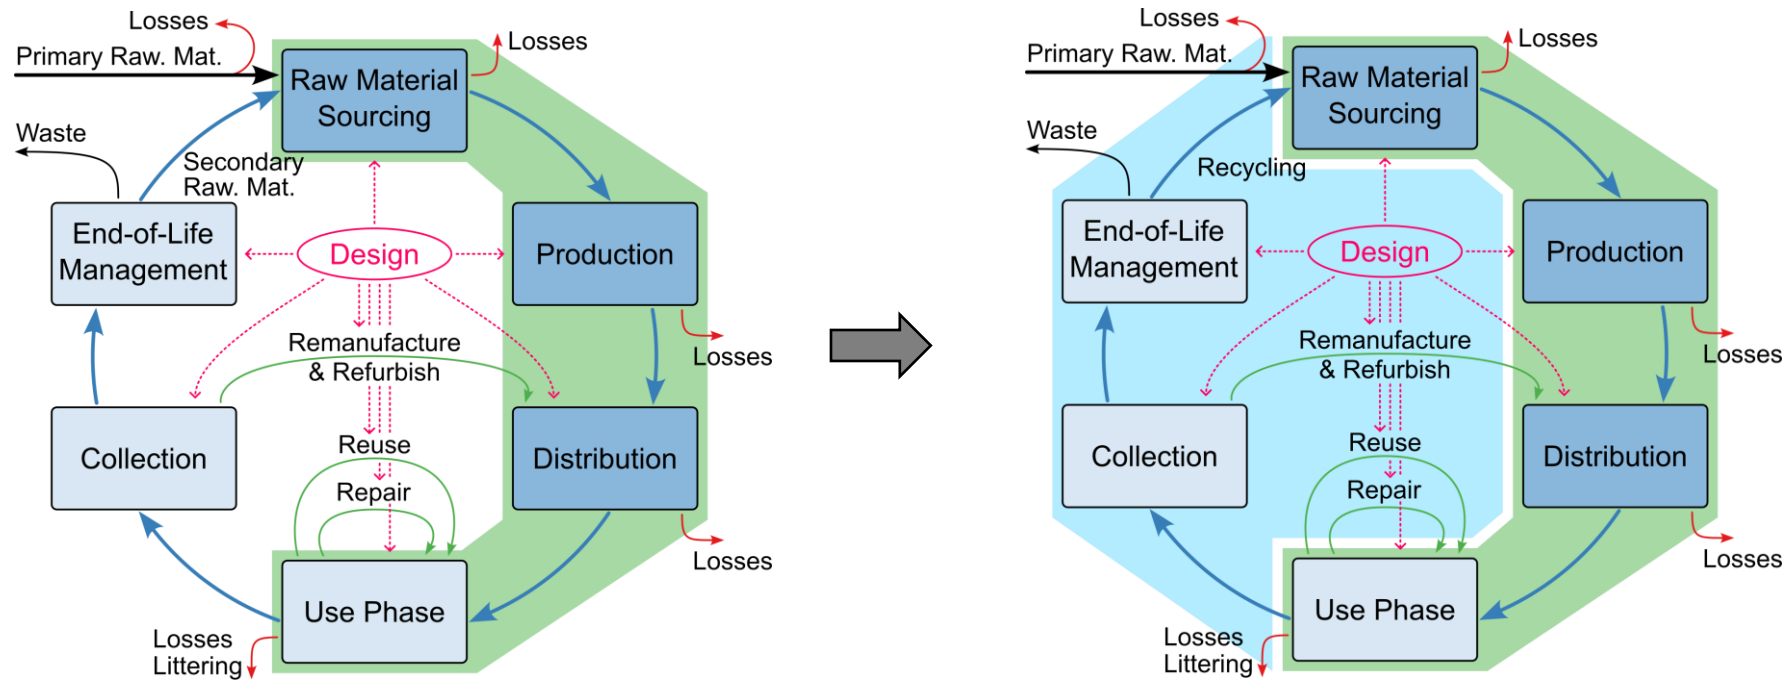 Losses
Primary Raw. Mat.
Losses
Raw Material
Sourcing
Waste
Secondary
Raw. Mat.
End-of-Life
Management
Design
Production
Losses
Remanufacture
& Refurbish
Collection
Reuse
Repair
Distribution
Losses
Use Phase
Losses
Littering
Losses
Primary Raw. Mat.
Losses
Raw Material
Sourcing
Waste
Recycling
End-of-Life
Management
Design
Production
Losses
Remanufacture
& Refurbish
Collection
Reuse
Repair
Distribution
Losses
Use Phase
Losses
Littering